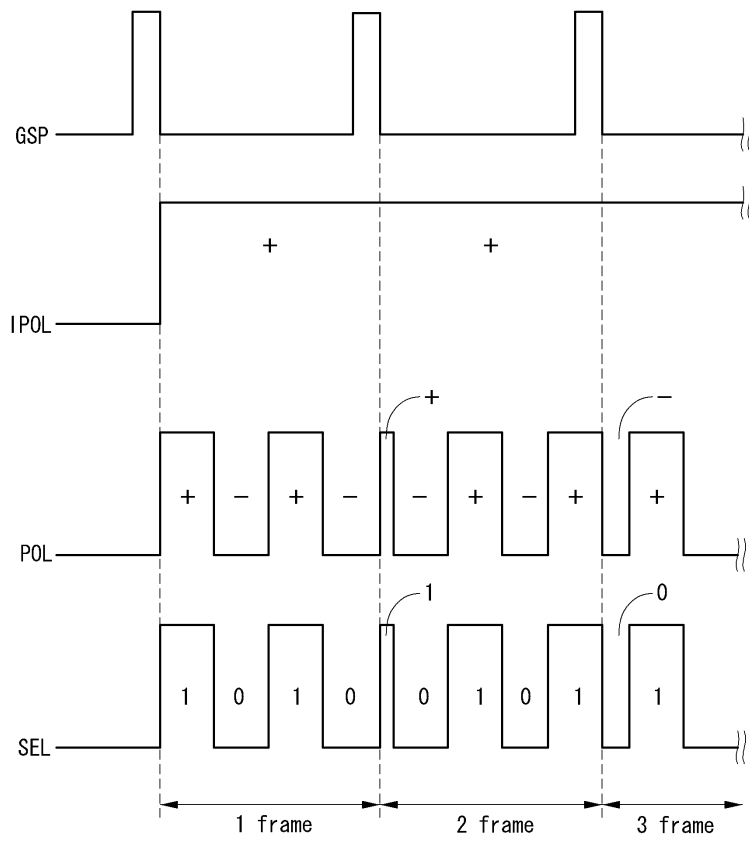 GSP
+ +
IPOL
+ −
+ − + − − + − + +
POL
1 0
1 0 1 0 0 1 0 1 1
SEL
1 frame 2 frame 3 frame